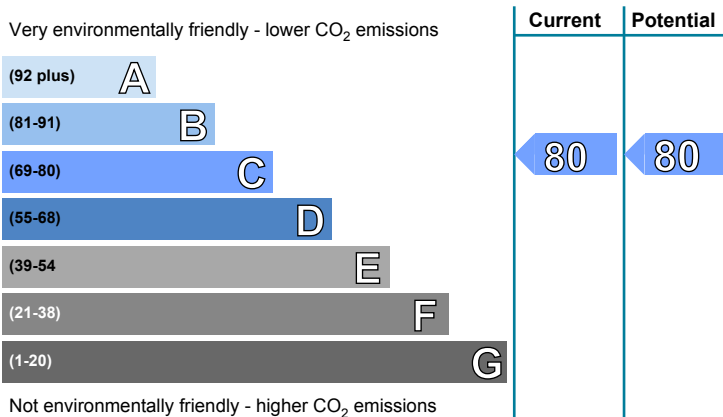 Very environmentally friendly - lower CO₂ emissions
Current Potential
(92 plus) A
(81-91) B
(69-80) C 80 80
(55-68) D
(39-54 E
(21-38) F
(1-20) G
Not environmentally friendly - higher CO₂ emissions